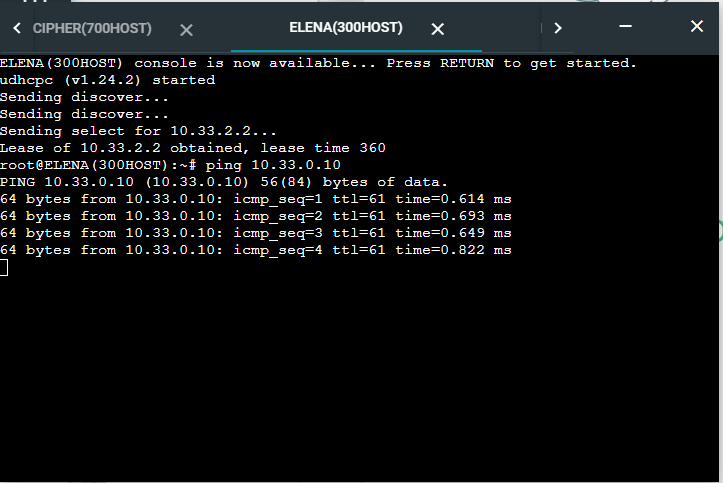 CIPHER(700HOST)
ELENA(300HOST)
ELENA(300HOST) console is now available... Press RETURN to get started.
udhcpc (v1.24.2) started
Sending discover...
Sending discover...
Sending select for 10.33.2.2...
Lease of 10.33.2.2 obtained, lease time 360
root@ELENA(300HOST):~# ping 10.33.0.10
PING 10.33.0.10 (10.33.0.10) 56(84) bytes of data.
64 bytes from 10.33.0.10: icmp_seq=1 ttl=61 time=0.614 ms
64 bytes from 10.33.0.10: icmp_seq=2 ttl=61 time=0.693 ms
64 bytes from 10.33.0.10: icmp_seq=3 ttl=61 time=0.649 ms
64 bytes from 10.33.0.10: icmp_seq=4 ttl=61 time=0.822 ms